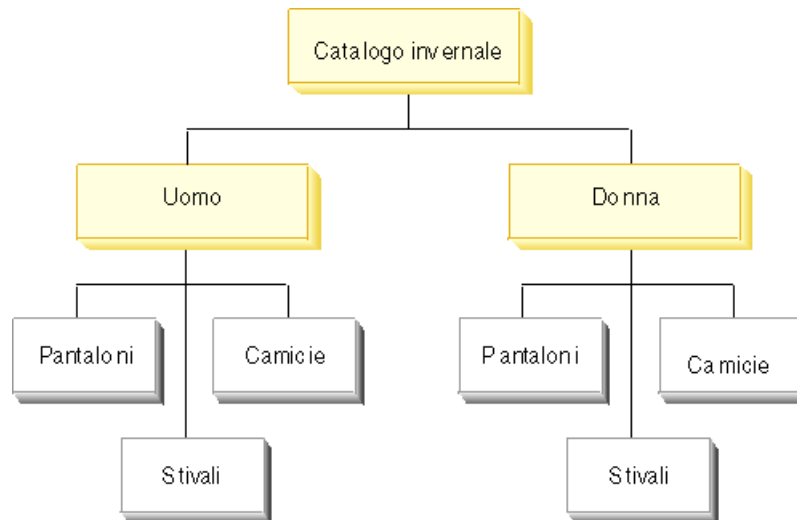 Catalogo invernale
Uomo
Donna
Pantaloni
Camicie
Pantaloni
Camicie
Stivali
Stivali